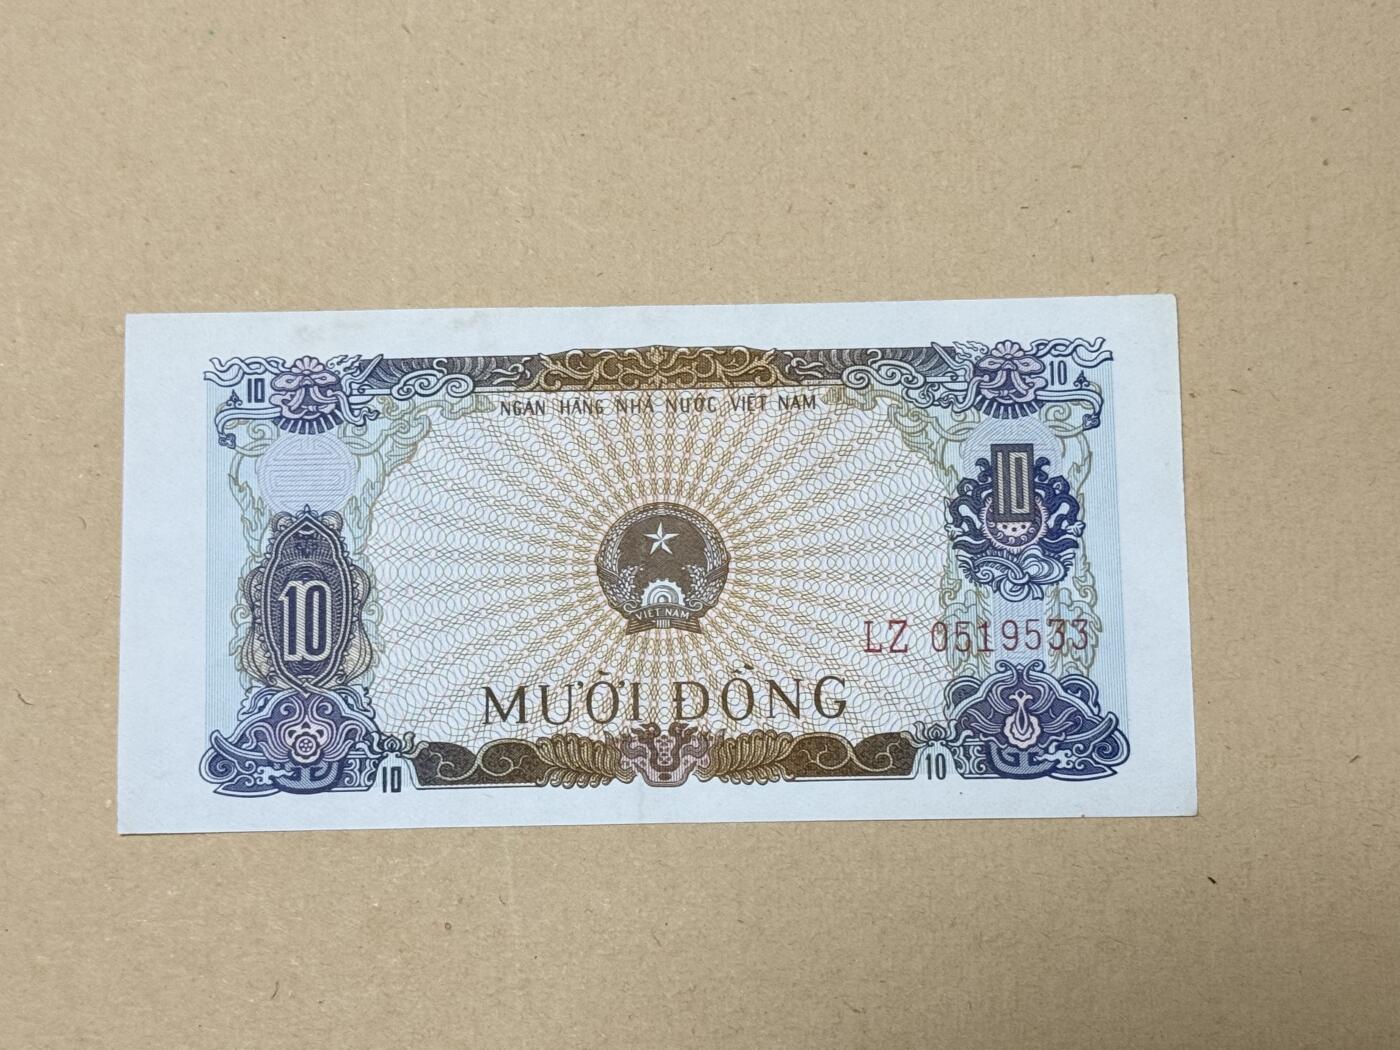 10 10
NGÂN HÀNG NHÀ NƯỚC VIỆT NAM
10
10
VIỆT NAM
LZ 0519533
MƯỜI ĐỒNG
10 10